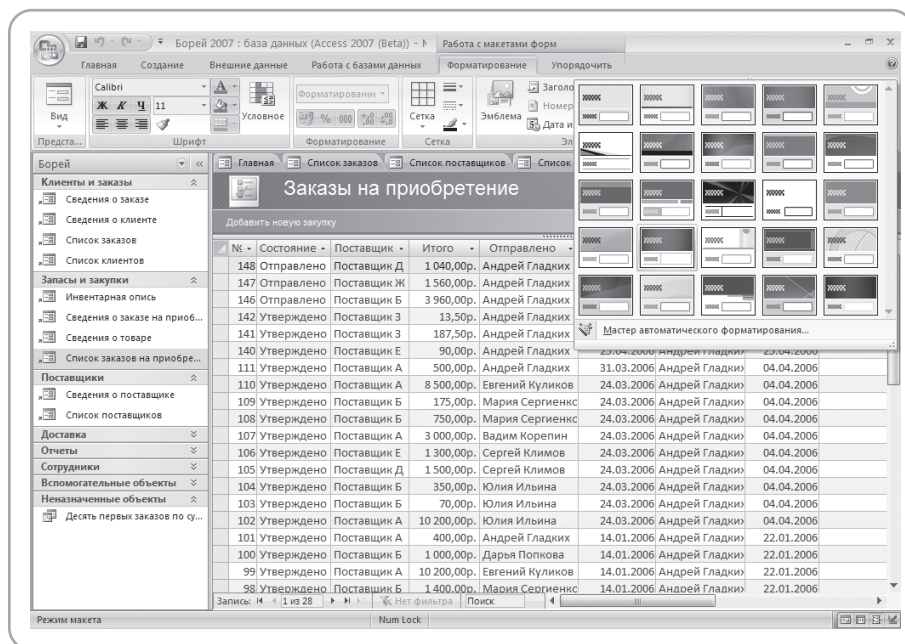 Борей 2007 : база данных (Access 2007 (Beta)) -
Работа с макетами форм
Главная Создание Внешние данные Работа с базами данных Форматирование Упорядочить
Вид
Calibri
Ж К Ч 11
Условное
Форматировани
% 000
Сетка
Эмблема
Заголо
Номер
Дата и
Предста... Шрифт Форматирование Сетка Эл
Борей
Клиенты и заказы
Сведения о заказе
Сведения о клиенте
Список заказов
Список клиентов
Запасы и закупки
Инвентарная опись
Сведения о заказе на приоб...
Сведения о товаре
Список заказов на приобре...
Поставщики
Сведения о поставщике
Список поставщиков
Доставка
Отчеты
Сотрудники
Вспомогательные объекты
Неназначенные объекты
Десять первых заказов по су...
Главная Список заказов Список поставщиков Список
Заказы на приобретение
Добавить новую закупку
Мастер автоматического форматирования...
№ Состояние Поставщик Итого Отправлено
148 Отправлено Поставщик Д 1 040,00р. Андрей Гладких
147 Отправлено Поставщик Ж 1 560,00р. Андрей Гладких
146 Отправлено Поставщик Б 3 960,00р. Андрей Гладких
142 Утверждено Поставщик З 13,50р. Андрей Гладких
141 Утверждено Поставщик З 187,50р. Андрей Гладких
140 Утверждено Поставщик Е 90,00р. Андрей Гладких 25.04.2006 Андрей Гладких 25.04.2006
111 Утверждено Поставщик А 500,00р. Андрей Гладких 31.03.2006 Андрей Гладких 04.04.2006
110 Утверждено Поставщик А 8 500,00р. Евгений Куликов 24.03.2006 Андрей Гладких 04.04.2006
109 Утверждено Поставщик Б 175,00р. Мария Сергиенко 24.03.2006 Андрей Гладких 04.04.2006
108 Утверждено Поставщик Б 750,00р. Мария Сергиенко 24.03.2006 Андрей Гладких 04.04.2006
107 Утверждено Поставщик А 3 000,00р. Вадим Корепин 24.03.2006 Андрей Гладких 04.04.2006
106 Утверждено Поставщик Е 1 300,00р. Сергей Климов 24.03.2006 Андрей Гладких 04.04.2006
105 Утверждено Поставщик Д 1 500,00р. Сергей Климов 24.03.2006 Андрей Гладких 04.04.2006
104 Утверждено Поставщик Б 350,00р. Юлия Ильина 24.03.2006 Андрей Гладких 04.04.2006
103 Утверждено Поставщик Б 70,00р. Юлия Ильина 24.03.2006 Андрей Гладких 04.04.2006
102 Утверждено Поставщик А 10 200,00р. Юлия Ильина 24.03.2006 Андрей Гладких 04.04.2006
101 Утверждено Поставщик А 400,00р. Андрей Гладких 14.01.2006 Андрей Гладких 22.01.2006
100 Утверждено Поставщик Б 1 000,00р. Дарья Попкова 14.01.2006 Андрей Гладких 22.01.2006
99 Утверждено Поставщик А 10 200,00р. Евгений Куликов 14.01.2006 Андрей Гладких 22.01.2006
98 Утверждено Поставщик Б 1 400,00р. Мария Сергиенко 14.01.2006 Андрей Гладких 22.01.2006
Запись: 1 из 28 Нет фильтра Поиск
Режим макета Num Lock